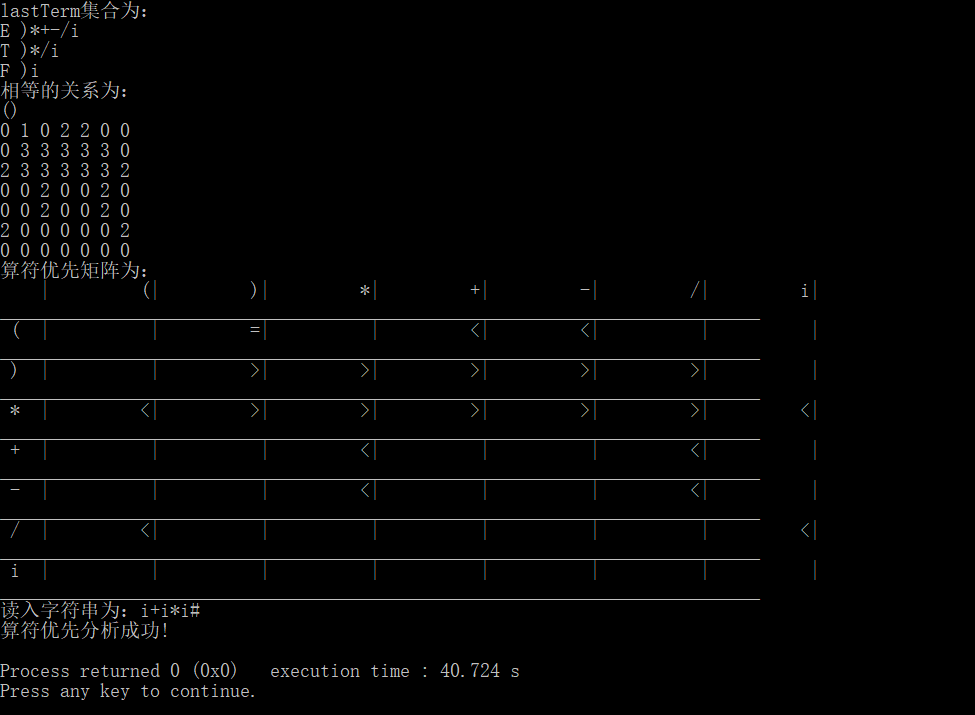 lastTerm集合为:
E )*+-/i
T )*/i
F )i
相等的关系为:
()
0 1 0 2 2 0 0
0 3 3 3 3 3 0
2 3 3 3 3 3 2
0 0 2 0 0 2 0
0 0 2 0 0 2 0
2 0 0 0 0 0 2
0 0 0 0 0 0 0
算符优先矩阵为:
| (| )| *| +| -| /| i|
( | | =| | <| <| | |
) | | >| >| >| >| >| |
* | <| >| >| >| >| >| <|
+ | | | <| | | <| |
- | | | <| | | <| |
/ | <| | | | | | <|
i | | | | | | | |
读入字符串为: i+i*i#
算符优先分析成功!
Process returned 0 (0x0)   execution time : 40.724 s
Press any key to continue.